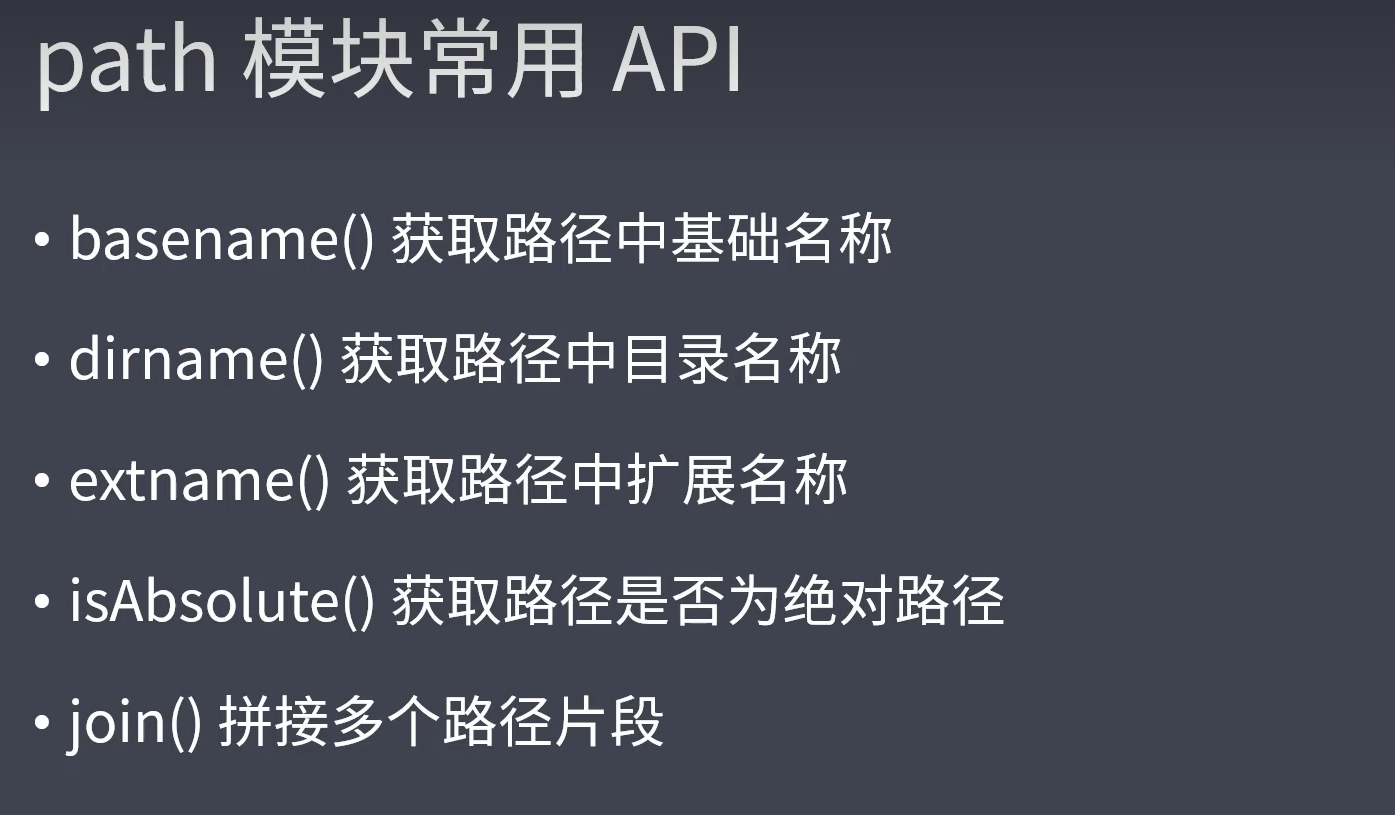 path 模块常用 API
• basename() 获取路径中基础名称
• dirname() 获取路径中目录名称
• extname() 获取路径中扩展名称
• isAbsolute() 获取路径是否为绝对路径
• join() 拼接多个路径片段